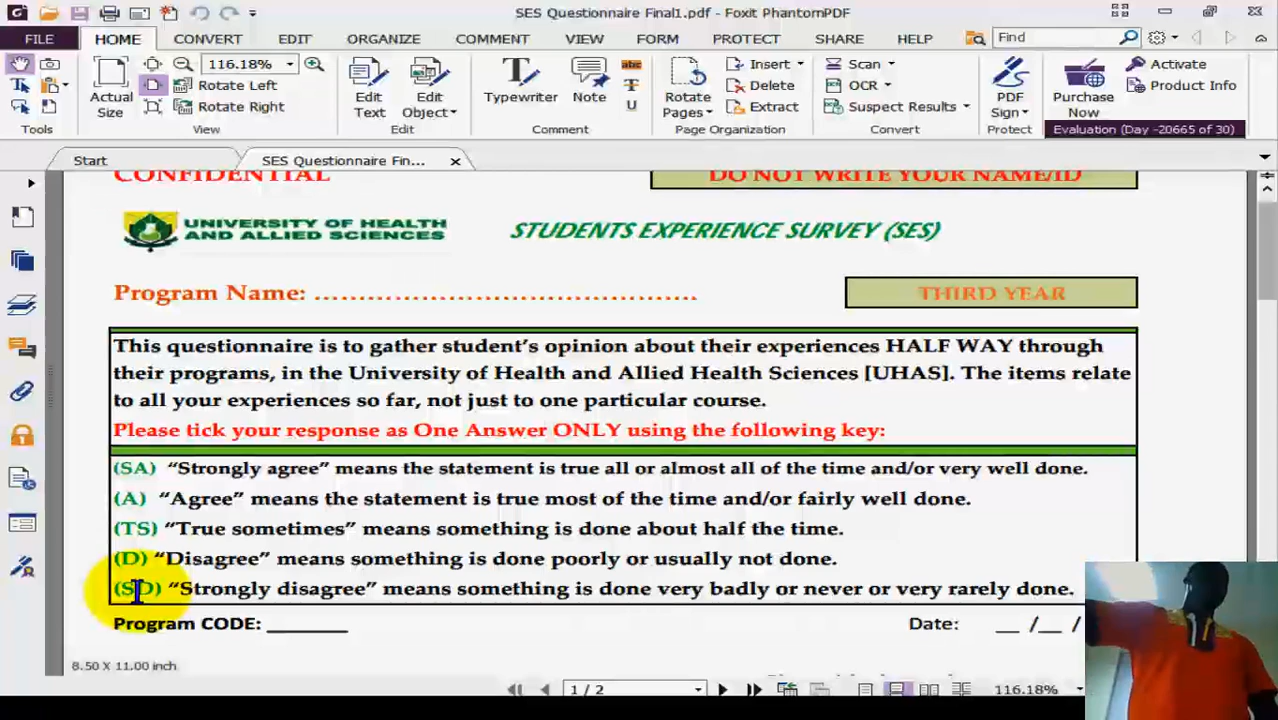 SES Questionnaire Final1.pdf - Foxit PhantomPDF
FILE HOME CONVERT EDIT ORGANIZE COMMENT VIEW FORM PROTECT SHARE HELP Find
116.18% Insert Scan Activate
Actual Size Rotate Left Edit Text Edit Object Typewriter Note Rotate Pages Delete OCR PDF Sign Purchase Now Product Info
Rotate Right Extract Suspect Results
Tools View Edit Comment Page Organization Convert Protect Evaluation (Day -20665 of 30)
Start SES Questionnaire Fin...
CONFIDENTIAL DO NOT WRITE YOUR NAME/ID
UNIVERSITY OF HEALTH
AND ALLIED SCIENCES
STUDENTS EXPERIENCE SURVEY (SES)
Program Name: ............................................ THIRD YEAR
This questionnaire is to gather student's opinion about their experiences HALF WAY through
their programs, in the University of Health and Allied Health Sciences [UHAS]. The items relate
to all your experiences so far, not just to one particular course.
Please tick your response as One Answer ONLY using the following key:
(SA) “Strongly agree” means the statement is true all or almost all of the time and/or very well done.
(A) “Agree” means the statement is true most of the time and/or fairly well done.
(TS) “True sometimes” means something is done about half the time.
(D) “Disagree” means something is done poorly or usually not done.
(SD) “Strongly disagree” means something is done very badly or never or very rarely done.
Program CODE: _______ Date: __ /__ /
8.50 X 11.00 inch
1 / 2 116.18%